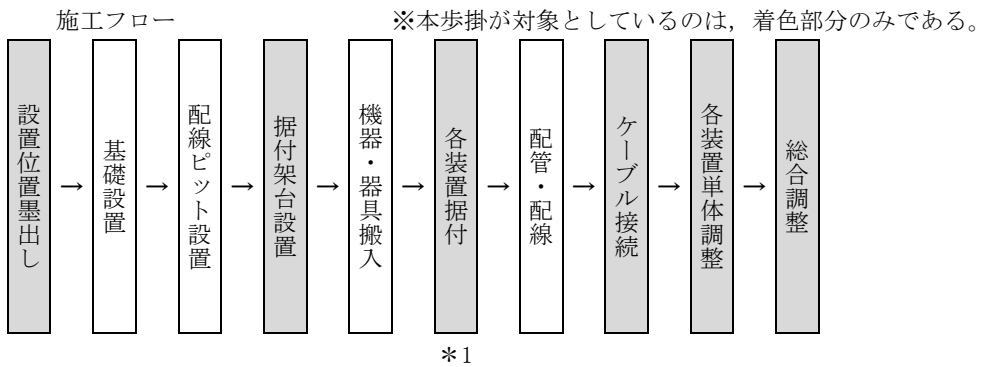 施工フロー
※本歩掛が対象としているのは，着色部分のみである。
設置位置墨出し
→
基礎設置
→
配線ピット設置
→
据付架台設置
→
機器・器具搬入
→
各装置据付
→
配管・配線
→
ケーブル接続
→
各装置単体調整
→
総合調整
＊1